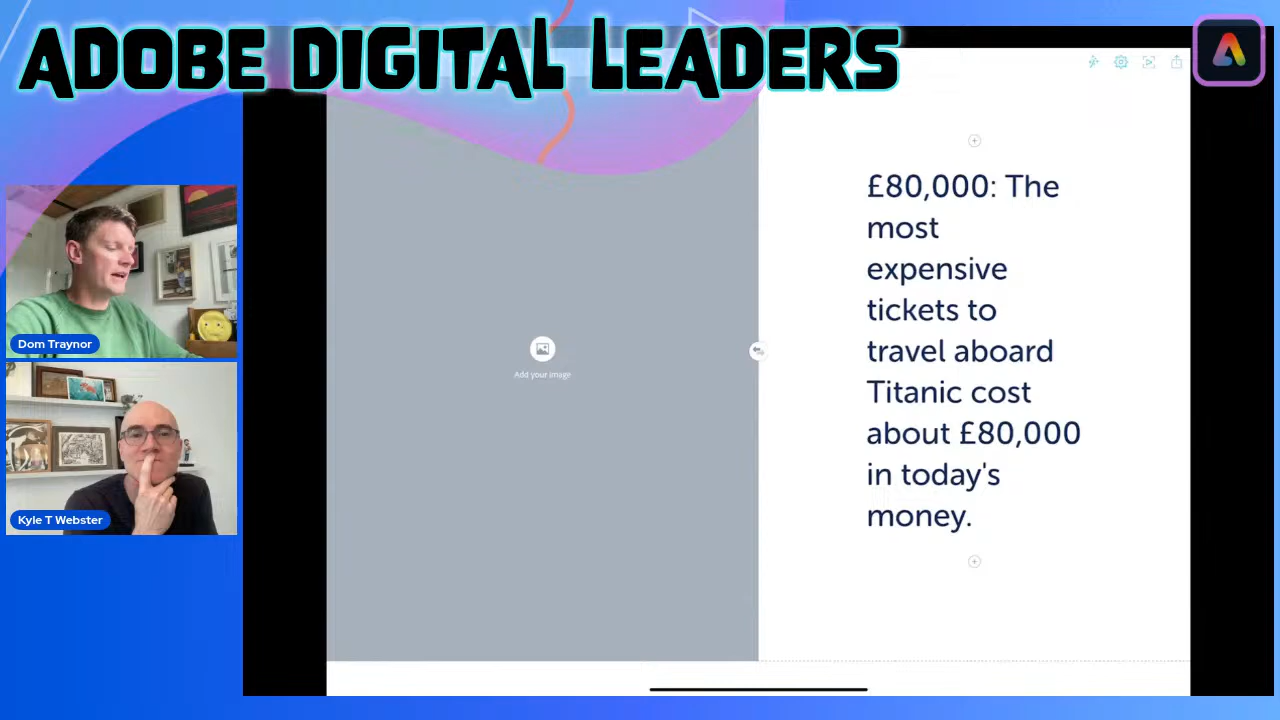 ADOBE DIGITAL LEADERS
Dom Traynor
Kyle T Webster
Add your image
£80,000: The
most
expensive
tickets to
travel aboard
Titanic cost
about £80,000
in today's
money.